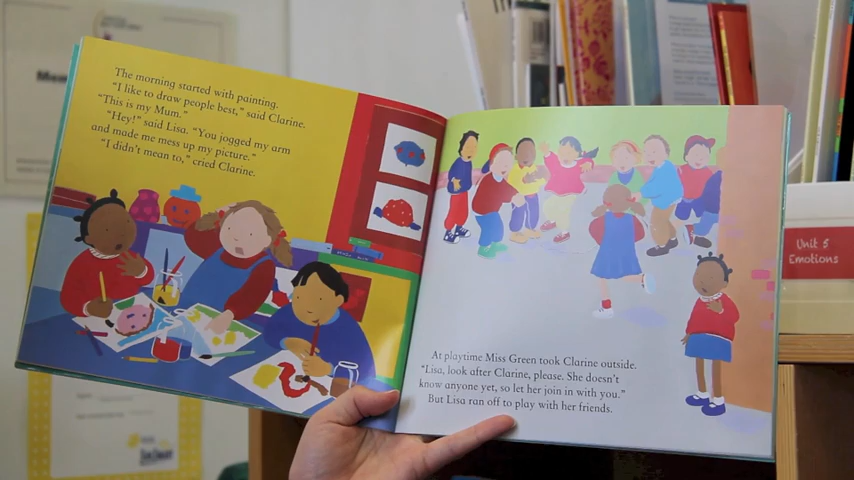 The morning started with painting.
"I like to draw people best," said Clarine.
"This is my Mum."
"Hey!" said Lisa. "You jogged my arm
and made me mess up my picture."
"I didn't mean to," cried Clarine.
At playtime Miss Green took Clarine outside.
"Lisa, look after Clarine, please. She doesn't
know anyone yet, so let her join in with you."
But Lisa ran off to play with her friends.
Unit 5
Emotions